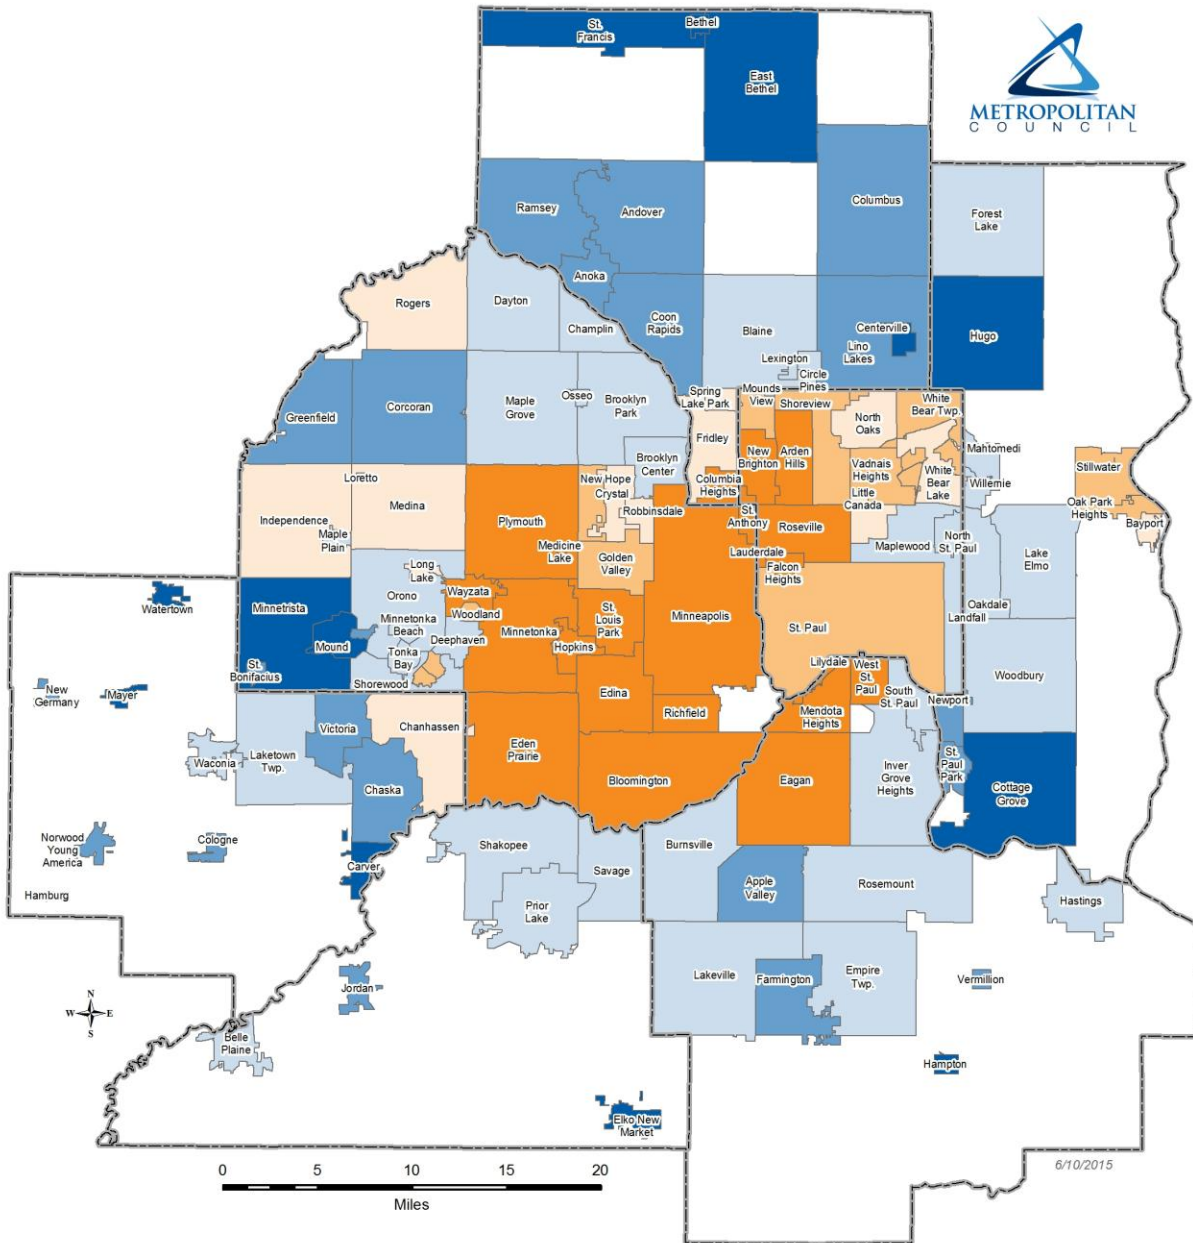 St.
Francis
Bethel
East
Bethel
METROPOLITAN
COUNCIL
Ramsey
Andover
Columbus
Forest
Lake
Anoka
Rogers
Dayton
Champlin
Coon
Rapids
Blaine
Centerville
Lino
Lakes
Hugo
Lexington
Circle
Pines
Greenfield
Corcoran
Maple
Grove
Osseo
Brooklyn
Park
Spring
Lake Park
Mounds
View
Shoreview
North
Oaks
White
Bear Twp.
Fridley
Brooklyn
Center
New
Brighton
Arden
Hills
Vadnais
Heights
White
Bear
Lake
Mahtomedi
Willernie
Stillwater
Loretto
Independence
Medina
Maple
Plain
Plymouth
New Hope
Crystal
Robbinsdale
Columbia
Heights
St.
Anthony
Little
Canada
Oak Park
Heights
Bayport
Medicine
Lake
Golden
Valley
Lauderdale
Roseville
Falcon
Heights
Maplewood
North
St. Paul
Lake
Elmo
Long
Lake
Orono
Wayzata
Woodland
Minnetonka
Beach
Deephaven
Tonka
Bay
Shorewood
Minnetonka
Hopkins
St.
Louis
Park
Minneapolis
St. Paul
Oakdale
Landfall
Watertown
Minnetrista
Mound
St.
Bonifacius
Edina
Richfield
Lilydale
West
St.
Paul
South
St. Paul
Mendota
Heights
Newport
Woodbury
New
Germany
Mayer
Victoria
Chanhassen
Eden
Prairie
Bloomington
Eagan
Inver
Grove
Heights
St.
Paul
Park
Cottage
Grove
Waconia
Laketown
Twp.
Chaska
Norwood
Young
America
Cologne
Carver
Hamburg
Shakopee
Savage
Burnsville
Prior
Lake
Apple
Valley
Rosemount
Hastings
Jordan
Lakeville
Farmington
Empire
Twp.
Vermillion
N
W
E
S
Belle
Plaine
Hampton
Elko New
Market
6/10/2015
0
5
10
15
20
Miles